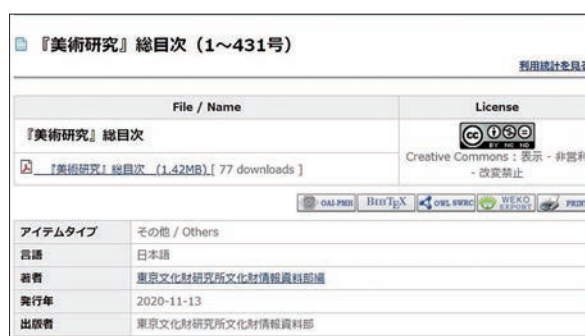 『美術研究』総目次（1～431号）
利用統計を見る
File / Name
License
『美術研究』総目次
『美術研究』総目次 (1.42MB) [ 77 downloads ]
cc
BY NC ND
Creative Commons : 表示 - 非営利
- 改変禁止
OAI-PMH BibTeX OWL SWRC WEKO EXPORT PRINT
アイテムタイプ その他 / Others
言語 日本語
著者 東京文化財研究所文化財情報資料部編
発行年 2020-11-13
出版者 東京文化財研究所文化財情報資料部